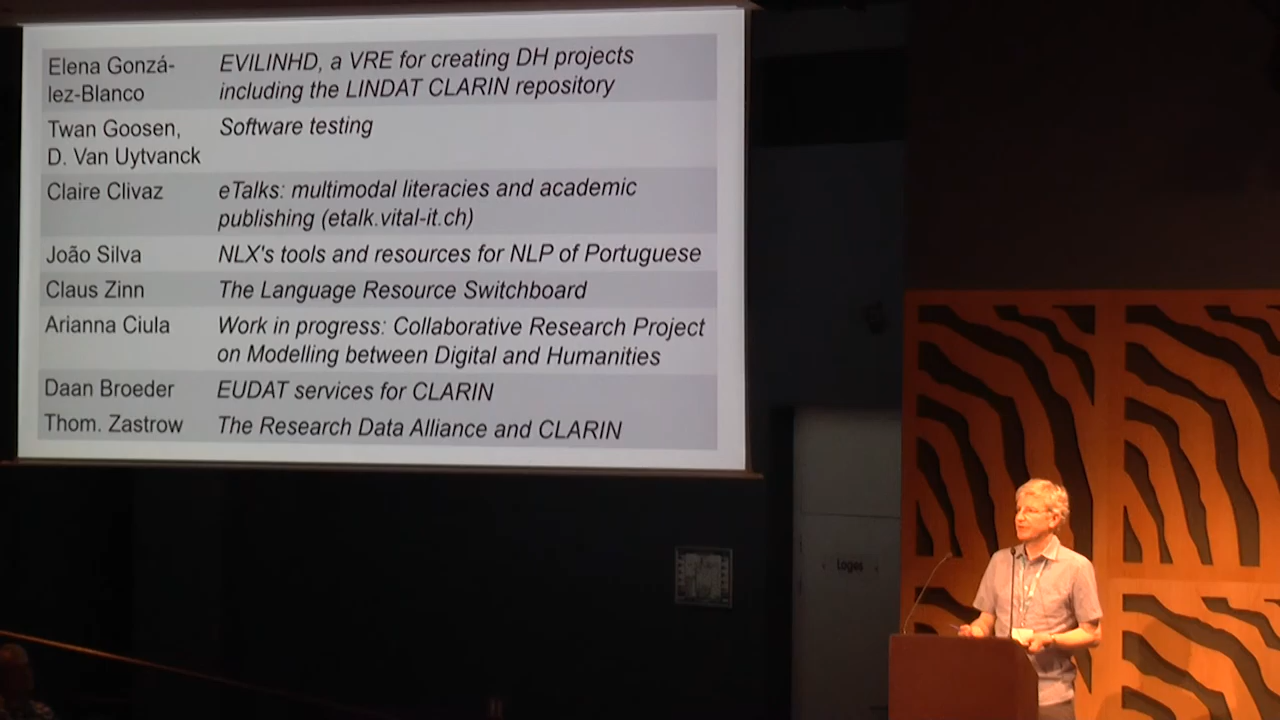 Elena Gonzá-
lez-Blanco
EVILINHD, a VRE for creating DH projects
including the LINDAT CLARIN repository
Twan Goosen,
D. Van Uytvanck
Software testing
Claire Clivaz
eTalks: multimodal literacies and academic
publishing (etalk.vital-it.ch)
João Silva
NLX's tools and resources for NLP of Portuguese
Claus Zinn
The Language Resource Switchboard
Arianna Ciula
Work in progress: Collaborative Research Project
on Modelling between Digital and Humanities
Daan Broeder
EUDAT services for CLARIN
Thom. Zastrow
The Research Data Alliance and CLARIN
Loges